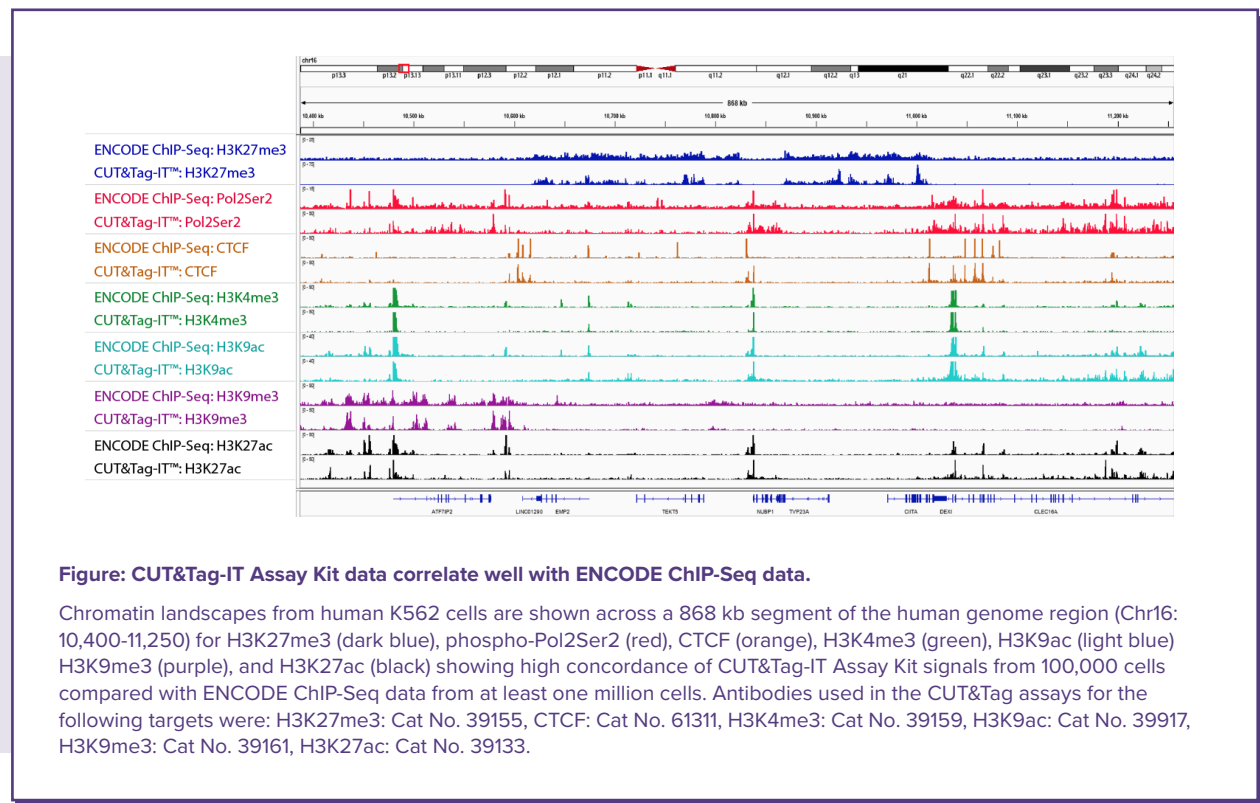 chr16
p13.3 p13.2 p13.13 p13.11 p12.3 p12.2 p12.1 p11.2 p11.1 q11.1 q11.2 q12.1 q12.2 q13 q21 q22.1 q22.2 q23.1 q23.2 q23.3 q24.1 q24.2
868 kb
10,400 kb 10,500 kb 10,600 kb 10,700 kb 10,800 kb 10,900 kb 11,000 kb 11,100 kb 11,200 kb
ENCODE ChIP-Seq: H3K27me3
CUT&Tag-IT™: H3K27me3
ENCODE ChIP-Seq: Pol2Ser2
CUT&Tag-IT™: Pol2Ser2
ENCODE ChIP-Seq: CTCF
CUT&Tag-IT™: CTCF
ENCODE ChIP-Seq: H3K4me3
CUT&Tag-IT™: H3K4me3
ENCODE ChIP-Seq: H3K9ac
CUT&Tag-IT™: H3K9ac
ENCODE ChIP-Seq: H3K9me3
CUT&Tag-IT™: H3K9me3
ENCODE ChIP-Seq: H3K27ac
CUT&Tag-IT™: H3K27ac
ATF7IP2 LINC01290 EMP2 TEKT5 NUBP1 TVP23A CIITA DEXI CLEC16A
Figure: CUT&Tag-IT Assay Kit data correlate well with ENCODE ChIP-Seq data.
Chromatin landscapes from human K562 cells are shown across a 868 kb segment of the human genome region (Chr16:
10,400-11,250) for H3K27me3 (dark blue), phospho-Pol2Ser2 (red), CTCF (orange), H3K4me3 (green), H3K9ac (light blue)
H3K9me3 (purple), and H3K27ac (black) showing high concordance of CUT&Tag-IT Assay Kit signals from 100,000 cells
compared with ENCODE ChIP-Seq data from at least one million cells. Antibodies used in the CUT&Tag assays for the
following targets were: H3K27me3: Cat No. 39155, CTCF: Cat No. 61311, H3K4me3: Cat No. 39159, H3K9ac: Cat No. 39917,
H3K9me3: Cat No. 39161, H3K27ac: Cat No. 39133.